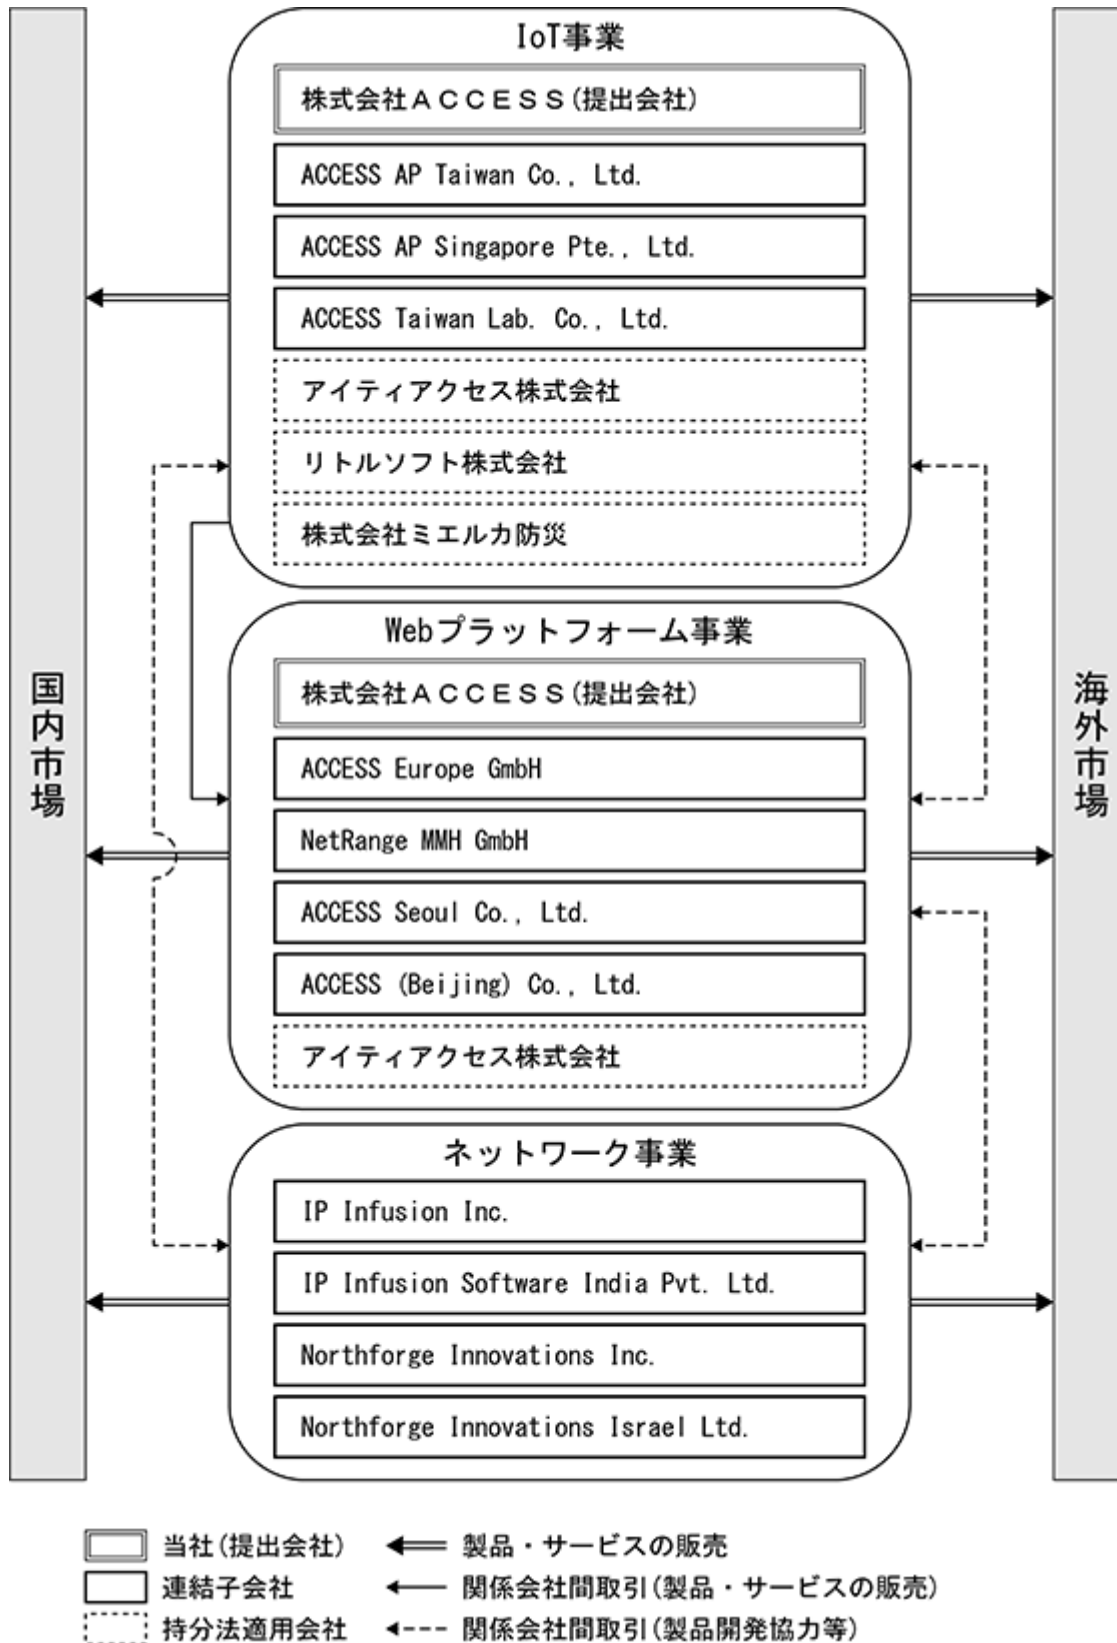 IoT事業
株式会社ＡＣＣＥＳＳ(提出会社)
ACCESS AP Taiwan Co., Ltd.
ACCESS AP Singapore Pte., Ltd.
ACCESS Taiwan Lab. Co., Ltd.
アイティアクセス株式会社
リトルソフト株式会社
株式会社ミエルカ防災
Webプラットフォーム事業
株式会社ＡＣＣＥＳＳ(提出会社)
ACCESS Europe GmbH
NetRange MMH GmbH
ACCESS Seoul Co., Ltd.
ACCESS (Beijing) Co., Ltd.
アイティアクセス株式会社
ネットワーク事業
IP Infusion Inc.
IP Infusion Software India Pvt. Ltd.
Northforge Innovations Inc.
Northforge Innovations Israel Ltd.
国内市場
海外市場
当社(提出会社)
連結子会社
持分法適用会社
製品・サービスの販売
関係会社間取引(製品・サービスの販売)
関係会社間取引(製品開発協力等)